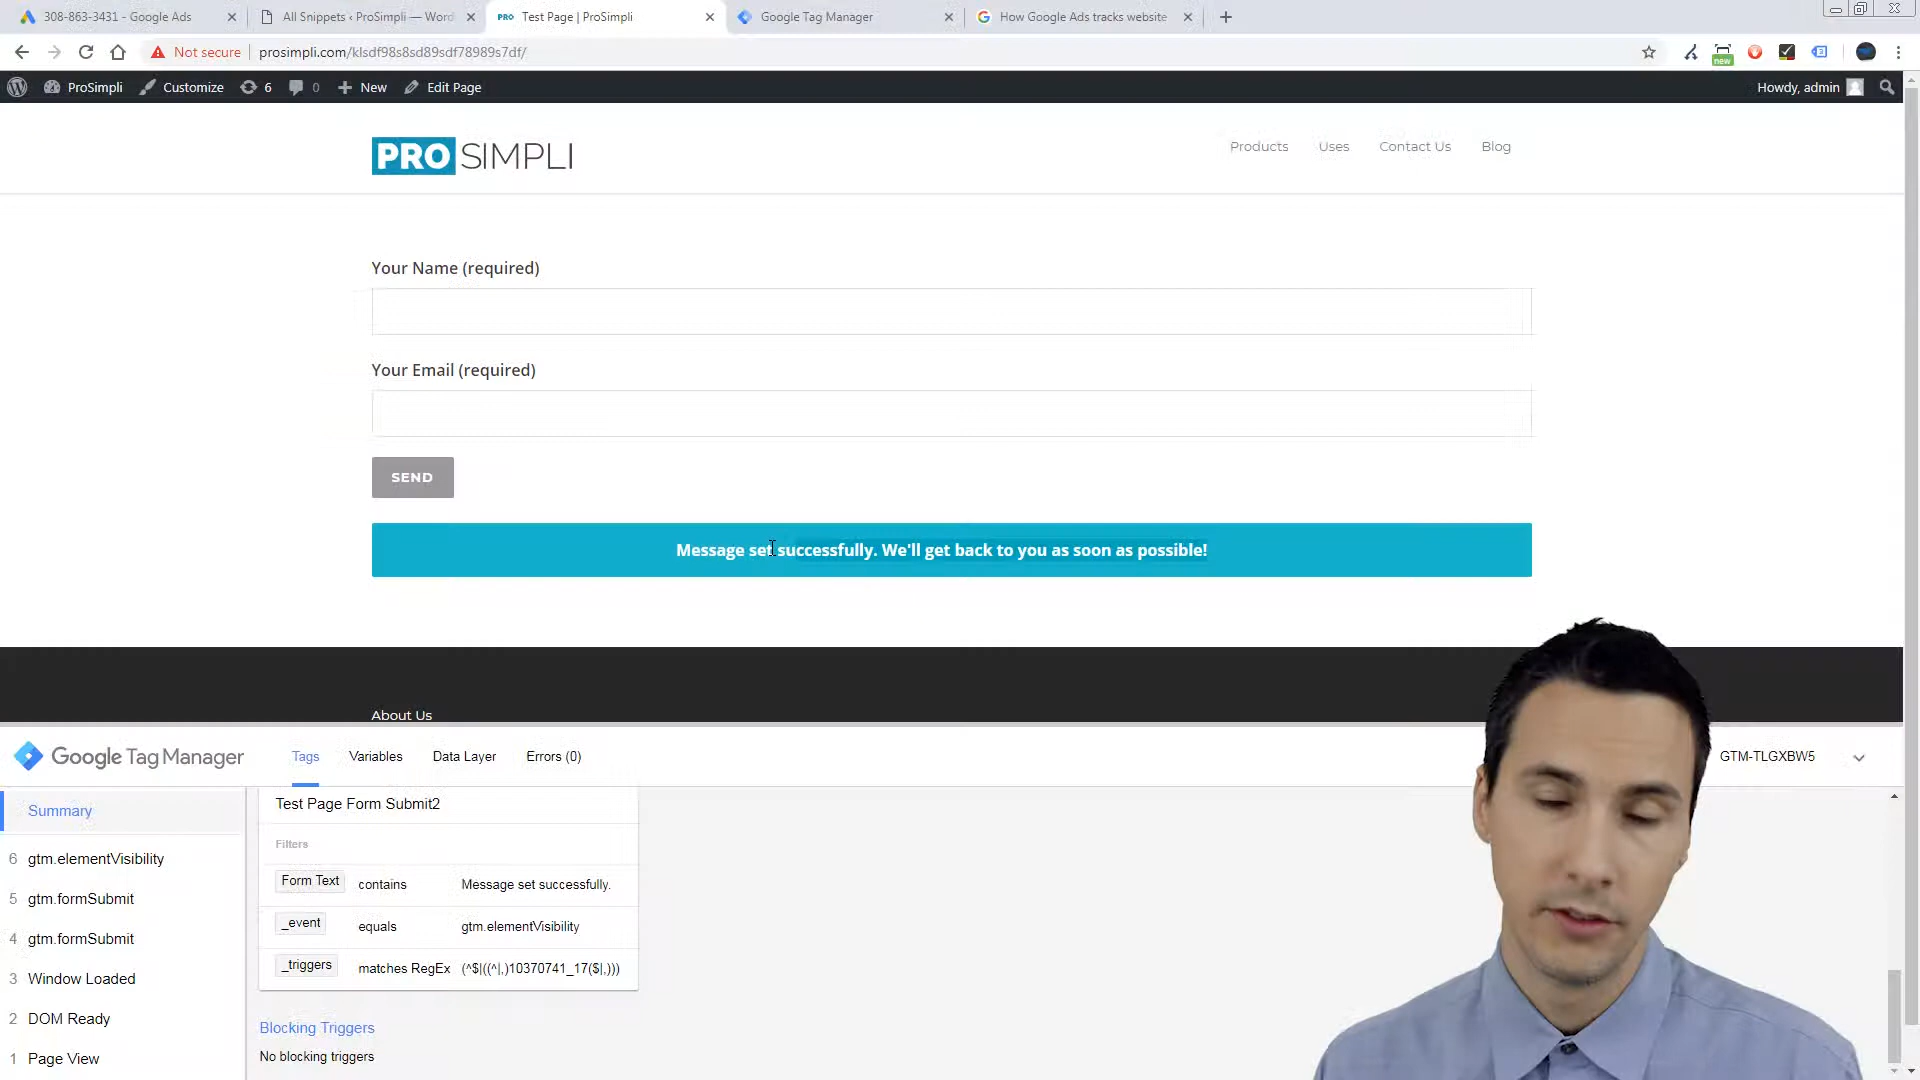 308-863-3431 - Google Ads
All Snippets ‹ ProSimpli — Word
PRO Test Page | ProSimpli
Google Tag Manager
How Google Ads tracks website
Not secure
prosimpli.com/klsdf98s8sd89sdf78989s7df/
new
ProSimpli
Customize
6
0
New
Edit Page
Howdy, admin
PRO SIMPLI
Products
Uses
Contact Us
Blog
Your Name (required)
Your Email (required)
SEND
Message set successfully. We'll get back to you as soon as possible!
About Us
Google Tag Manager
Tags
Variables
Data Layer
Errors (0)
GTM-TLGXBW5
Summary
6 gtm.elementVisibility
5 gtm.formSubmit
4 gtm.formSubmit
3 Window Loaded
2 DOM Ready
1 Page View
Test Page Form Submit2
Filters
Form Text contains Message set successfully.
_event equals gtm.elementVisibility
_triggers matches RegEx (^$|((^|,)10370741_17($|,)))
Blocking Triggers
No blocking triggers